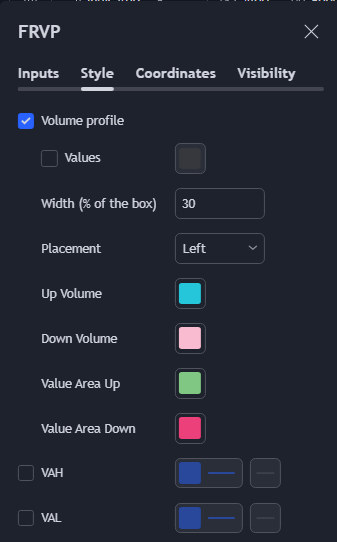 FRVP
Inputs Style Coordinates Visibility
Volume profile
Values
Width (% of the box) 30
Placement Left
Up Volume
Down Volume
Value Area Up
Value Area Down
VAH
VAL